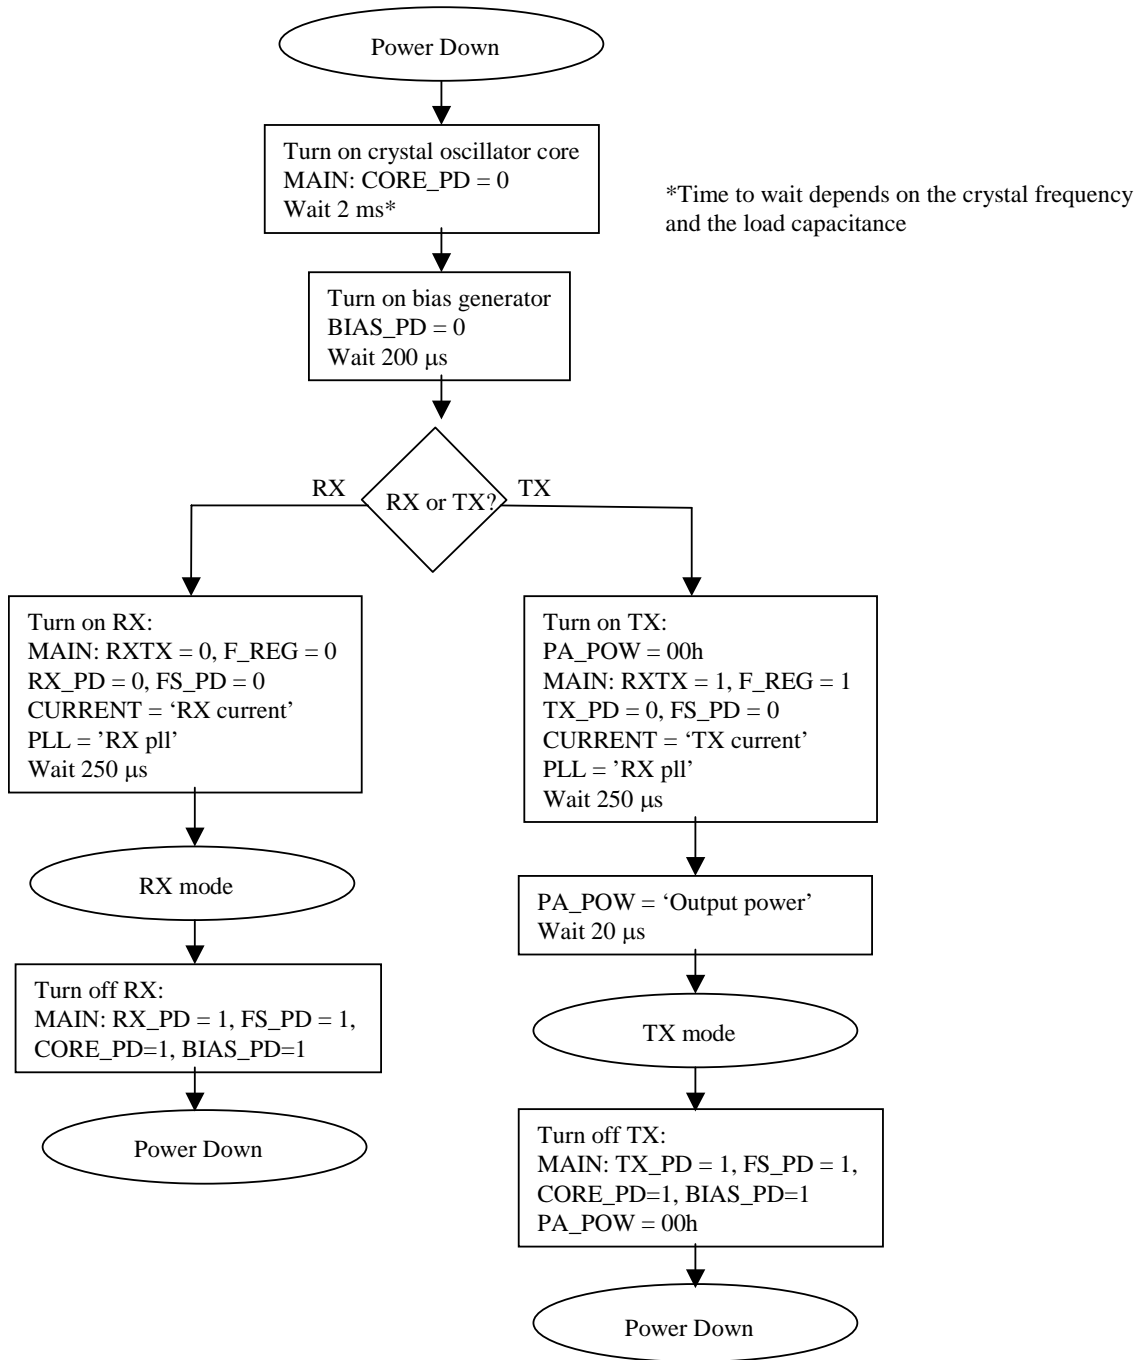 Power Down
Turn on crystal oscillator core
MAIN: CORE_PD = 0
Wait 2 ms*
*Time to wait depends on the crystal frequency
and the load capacitance
Turn on bias generator
BIAS_PD = 0
Wait 200 μs
RX
RX or TX?
TX
Turn on RX:
MAIN: RXTX = 0, F_REG = 0
RX_PD = 0, FS_PD = 0
CURRENT = ‘RX current’
PLL = ’RX pll’
Wait 250 μs
RX mode
Turn off RX:
MAIN: RX_PD = 1, FS_PD = 1,
CORE_PD=1, BIAS_PD=1
Power Down
Turn on TX:
PA_POW = 00h
MAIN: RXTX = 1, F_REG = 1
TX_PD = 0, FS_PD = 0
CURRENT = ‘TX current’
PLL = ’RX pll’
Wait 250 μs
PA_POW = ‘Output power’
Wait 20 μs
TX mode
Turn off TX:
MAIN: TX_PD = 1, FS_PD = 1,
CORE_PD=1, BIAS_PD=1
PA_POW = 00h
Power Down